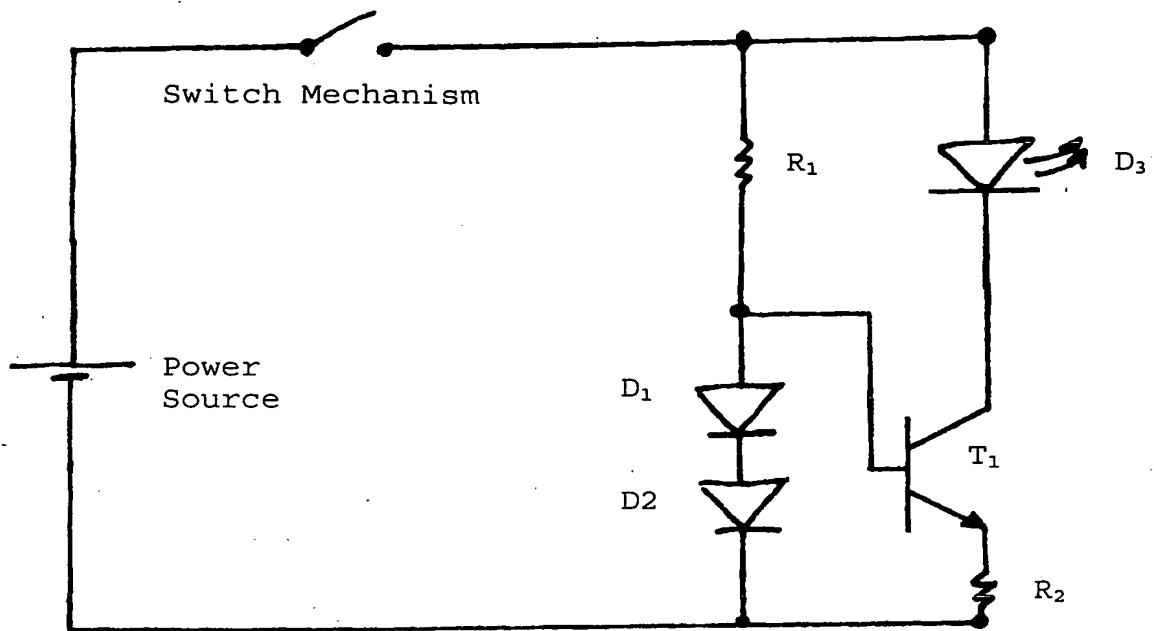 Switch Mechanism
R₁
D₃
Power
Source
D₁
T₁
D2
R₂